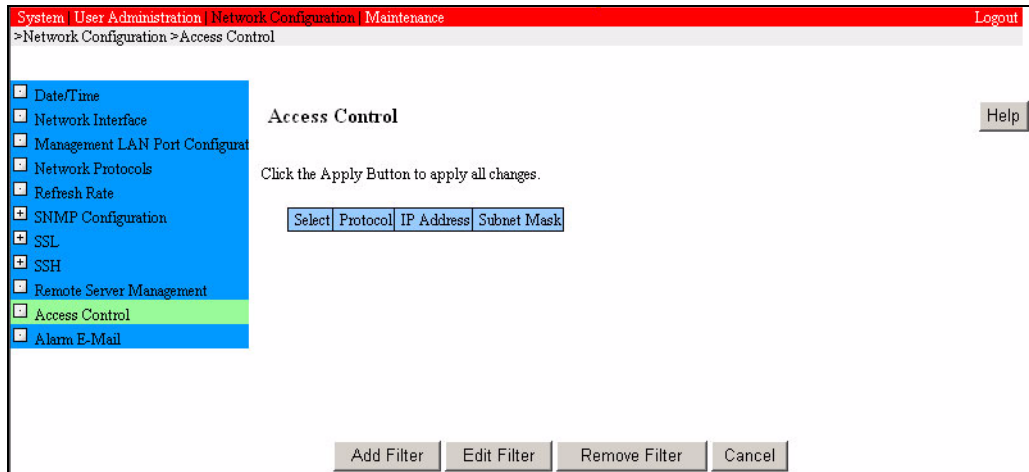 System | User Administration | Network Configuration | Maintenance Logout
>Network Configuration >Access Control
Date/Time
Network Interface
Management LAN Port Configurat
Network Protocols
Refresh Rate
SNMP Configuration
SSL
SSH
Remote Server Management
Access Control
Alarm E-Mail
Access Control
Help
Click the Apply Button to apply all changes.
Select Protocol IP Address Subnet Mask
Add Filter Edit Filter Remove Filter Cancel